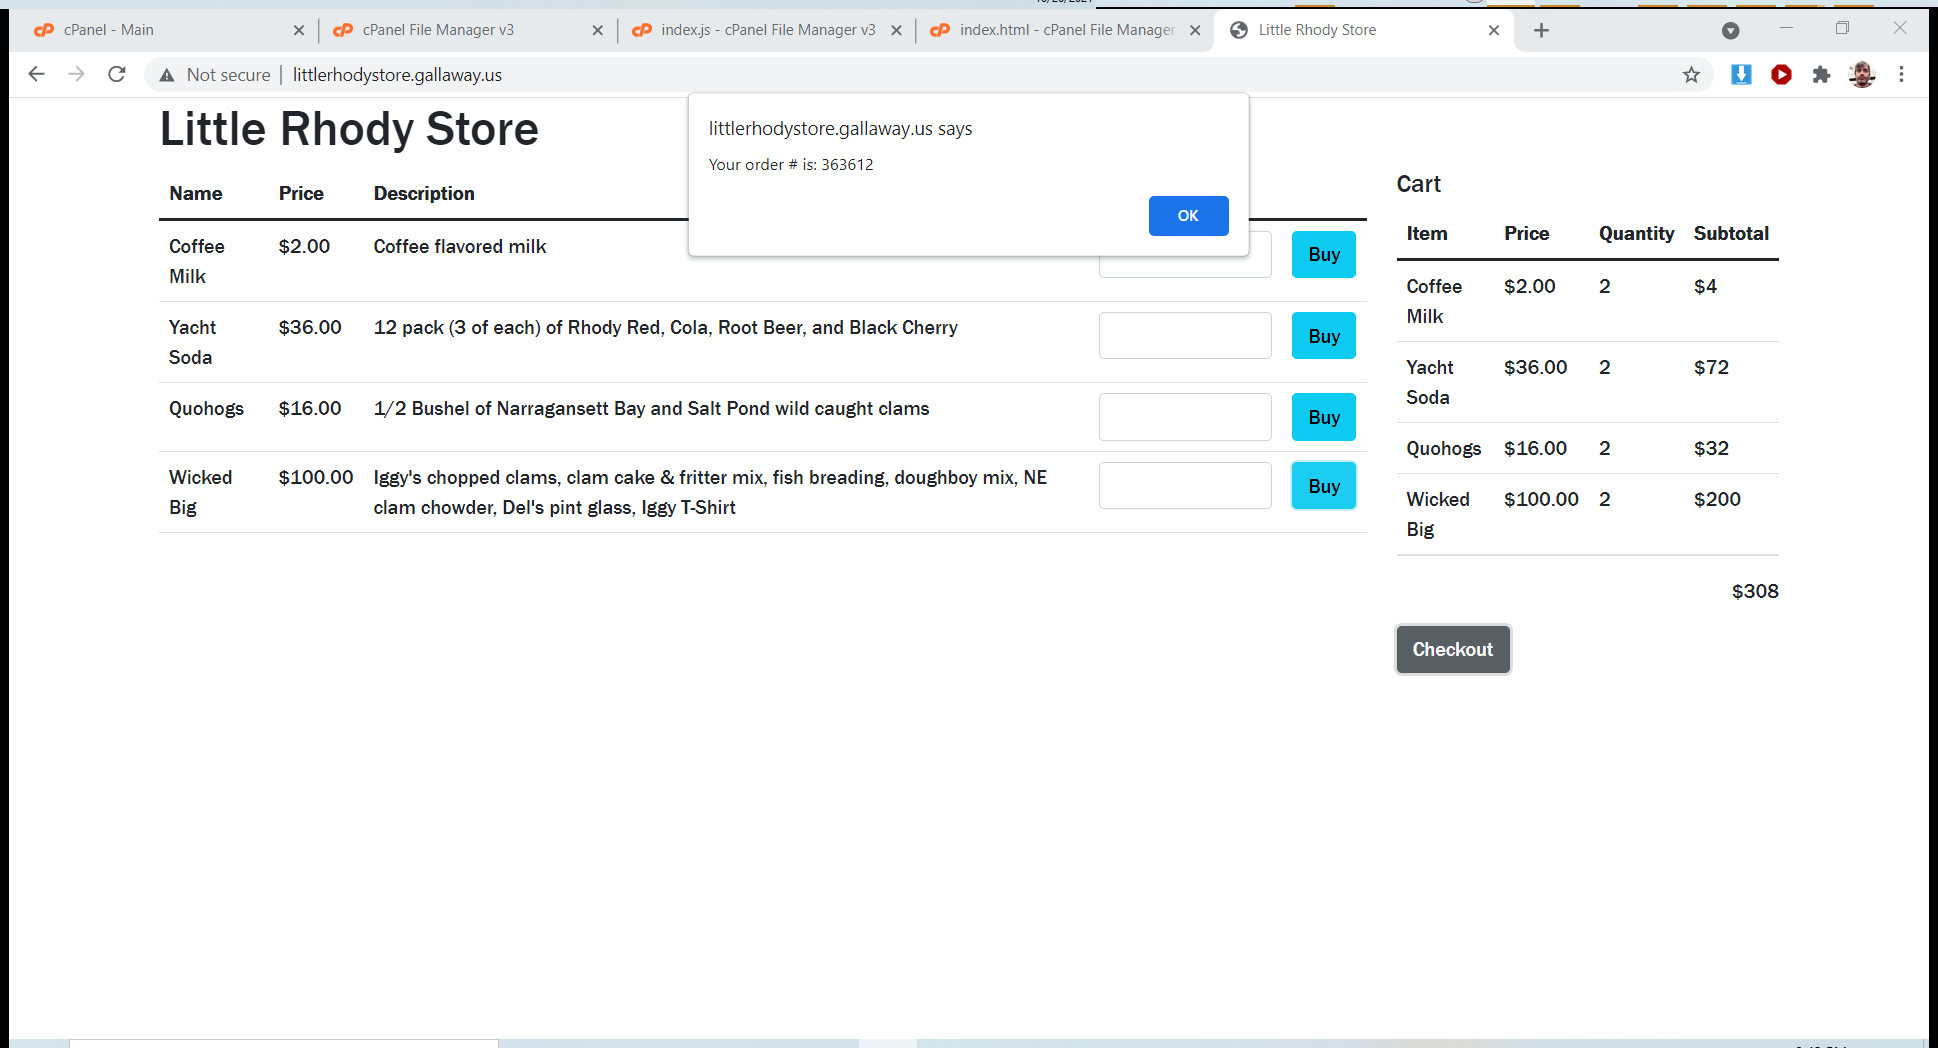 cPanel - Main
cPanel File Manager v3
index.js - cPanel File Manager v3
index.html - cPanel File Manager
Little Rhody Store
Not secure | littlerhodystore.gallaway.us
Little Rhody Store
littlerhodystore.gallaway.us says
Your order # is: 363612
OK
Name Price Description
Coffee Milk $2.00 Coffee flavored milk Buy
Yacht Soda $36.00 12 pack (3 of each) of Rhody Red, Cola, Root Beer, and Black Cherry Buy
Quohogs $16.00 1/2 Bushel of Narragansett Bay and Salt Pond wild caught clams Buy
Wicked Big $100.00 Iggy's chopped clams, clam cake & fritter mix, fish breading, doughboy mix, NE
clam chowder, Del's pint glass, Iggy T-Shirt Buy
Cart
Item Price Quantity Subtotal
Coffee Milk $2.00 2 $4
Yacht Soda $36.00 2 $72
Quohogs $16.00 2 $32
Wicked Big $100.00 2 $200
$308
Checkout